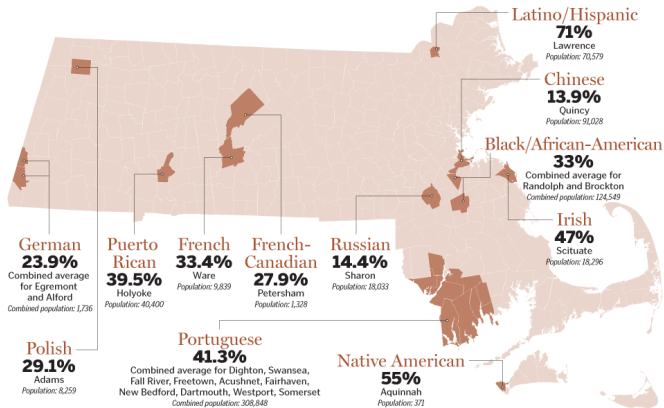 Latino/Hispanic
71%
Lawrence
Population: 70,579
Chinese
13.9%
Quincy
Population: 91,028
Black/African-American
33%
Combined average for
Randolph and Brockton
Combined population: 124,549
Irish
47%
Scituate
Population: 18,296
German
23.9%
Combined average
for Egremont
and Alford
Combined population: 1,736
Puerto
Rican
39.5%
Holyoke
Population: 40,400
French
33.4%
Ware
Population: 9,839
French-
Canadian
27.9%
Petersham
Population: 1,328
Russian
14.4%
Sharon
Population: 18,033
Polish
29.1%
Adams
Population: 8,259
Portuguese
41.3%
Combined average for Dighton, Swansea,
Fall River, Freetown, Acushnet, Fairhaven,
New Bedford, Dartmouth, Westport, Somerset
Combined population: 308,848
Native American
55%
Aquinnah
Population: 371